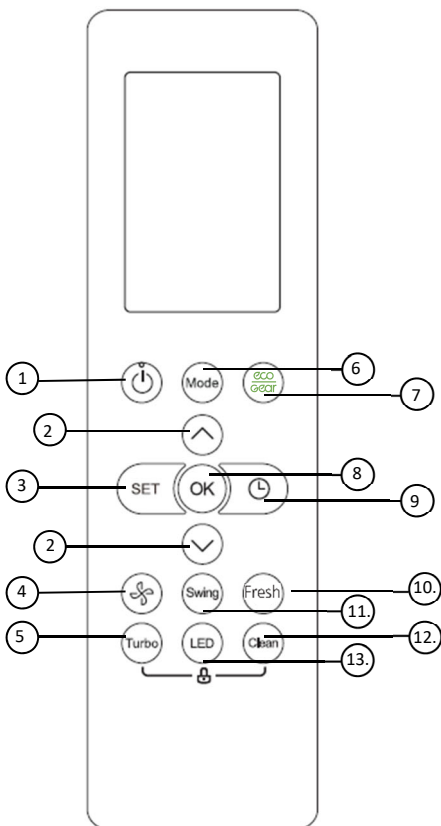 1
Mode
6
eco
gear
7
2
3
SET
OK
8
9
2
4
Swing
Fresh
10.
11.
5
Turbo
LED
Clean
12.
13.